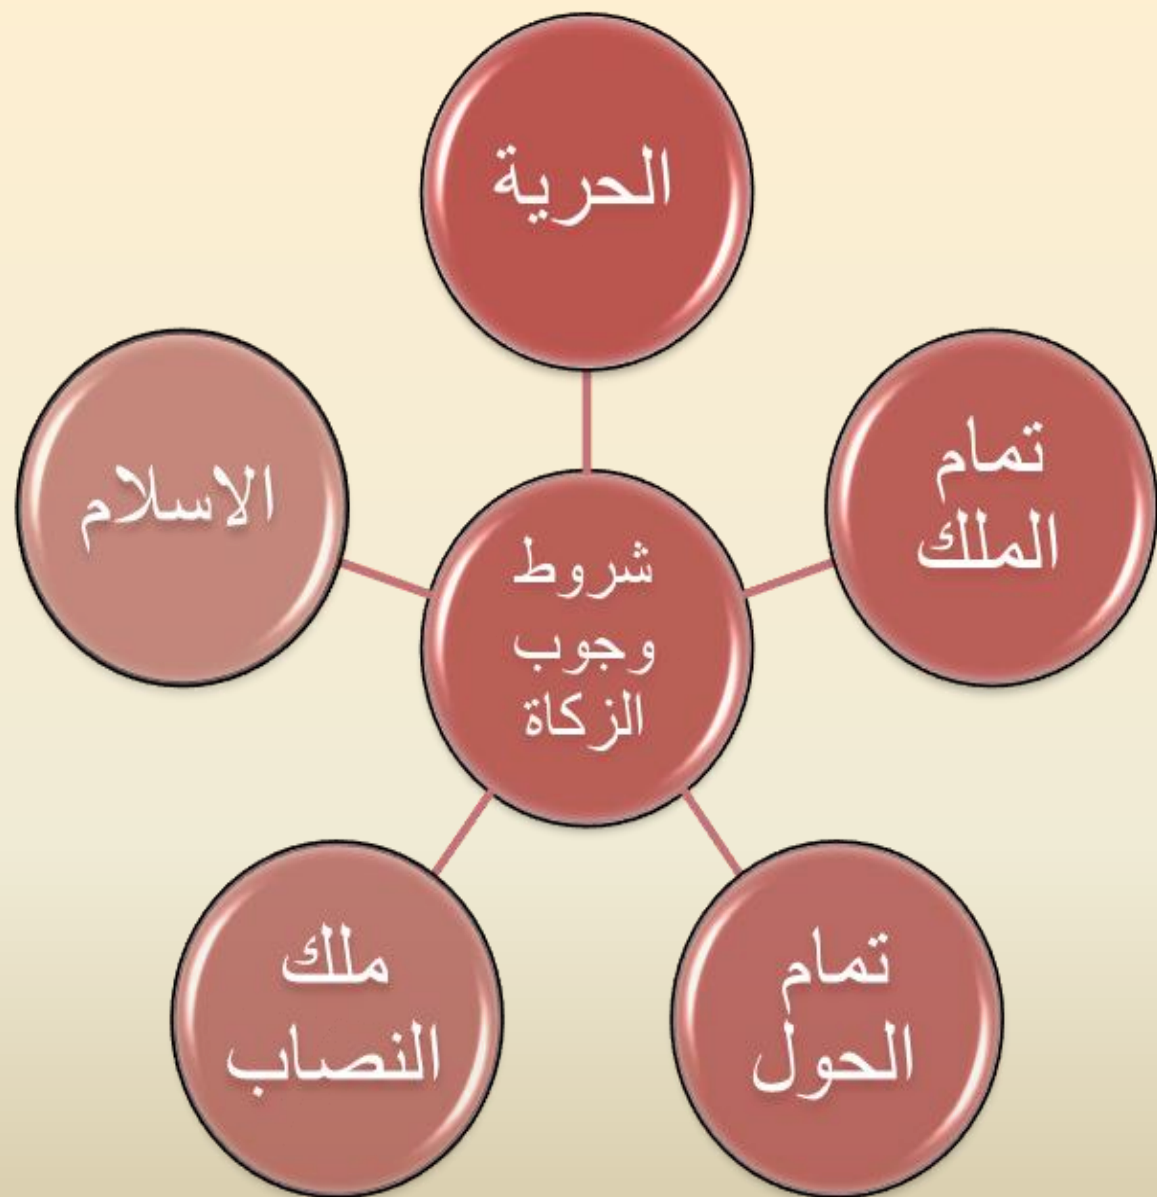 الحرية
تمام
الملك
الاسلام
شروط
وجوب
الزكاة
تمام
الحول
ملك
النصاب